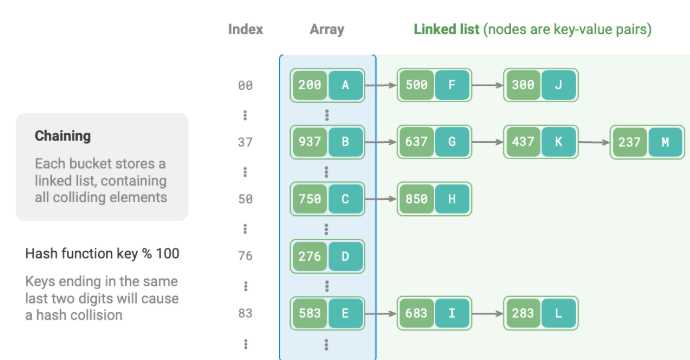 Index Array Linked list (nodes are key-value pairs)
00 200 A 500 F 300 J
Chaining
Each bucket stores a
linked list, containing
all colliding elements
37 937 B 637 G 437 K 237 M
50 750 C 850 H
Hash function key % 100
Keys ending in the same
last two digits will cause
a hash collision
76 276 D
83 583 E 683 I 283 L